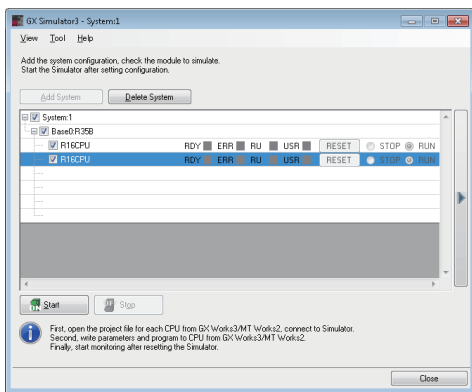 GX Simulator3 - System:1
View Tool Help
Add the system configuration, check the module to simulate.
Start the Simulator after setting configuration.
Add System Delete System
System:1
Base0:R35B
R16CPU RDY ERR RU USR RESET STOP RUN
R16CPU RDY ERR RU USR RESET STOP RUN
Start Stop
First, open the project file for each CPU from GX Works3/MT Works2, connect to Simulator.
Second, write parameters and program to CPU from GX Works3/MT Works2.
Finally, start monitoring after resetting the Simulator.
Close